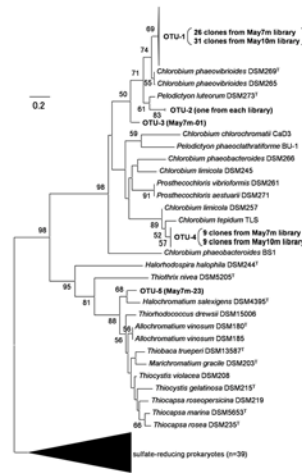 69
OTU-1
26 clones from May7m library
31 clones from May10m library
74
Chlorobium phaeovibrioides DSM269T
71
55
Chlorobium phaeovibrioides DSM265
Pelodictyon luteorum DSM273T
0.2
50
61
OTU-2 (one from each library)
83
OTU-3 (May7m-01)
59
Chlorobium chlorochromatii CaD3
Pelodictyon phaeoclathratiforme BU-1
Chlorobium phaeobacteroides DSM266
98
Chlorobium limicola DSM245
Prosthecochloris vibrioformis DSM261
91
Prosthecochloris aestuarii DSM271
Chlorobium limicola DSM257
89
Chlorobium tepidum TLS
52
OTU-4
9 clones from May7m library
57
9 clones from May10m library
98
Chlorobium phaeobacteroides BS1
Halorhodospira halophila DSM244T
95
Thiothrix nivea DSM5205T
81
68
OTU-5 (May7m-23)
Halochromatium salexigens DSM4395T
88
Thiorhodococcus drewsii DSM15006
56
Allochromatium vinosum DSM180T
56
Allochromatium vinosum DSM185
Thiobaca trueperi DSM13587T
Marichromatium gracile DSM203T
Thiocystis violacea DSM208
Thiocystis gelatinosa DSM215T
Thiocapsa roseopersicina DSM219
Thiocapsa marina DSM5653T
66
Thiocapsa rosea DSM235T
sulfate-reducing prokaryotes (n=39)